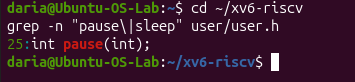 daria@Ubuntu-OS-Lab:~$ cd ~/xv6-riscv
grep -n "pause\|sleep" user/user.h
25:int pause(int);
daria@Ubuntu-OS-Lab:~/xv6-riscv$